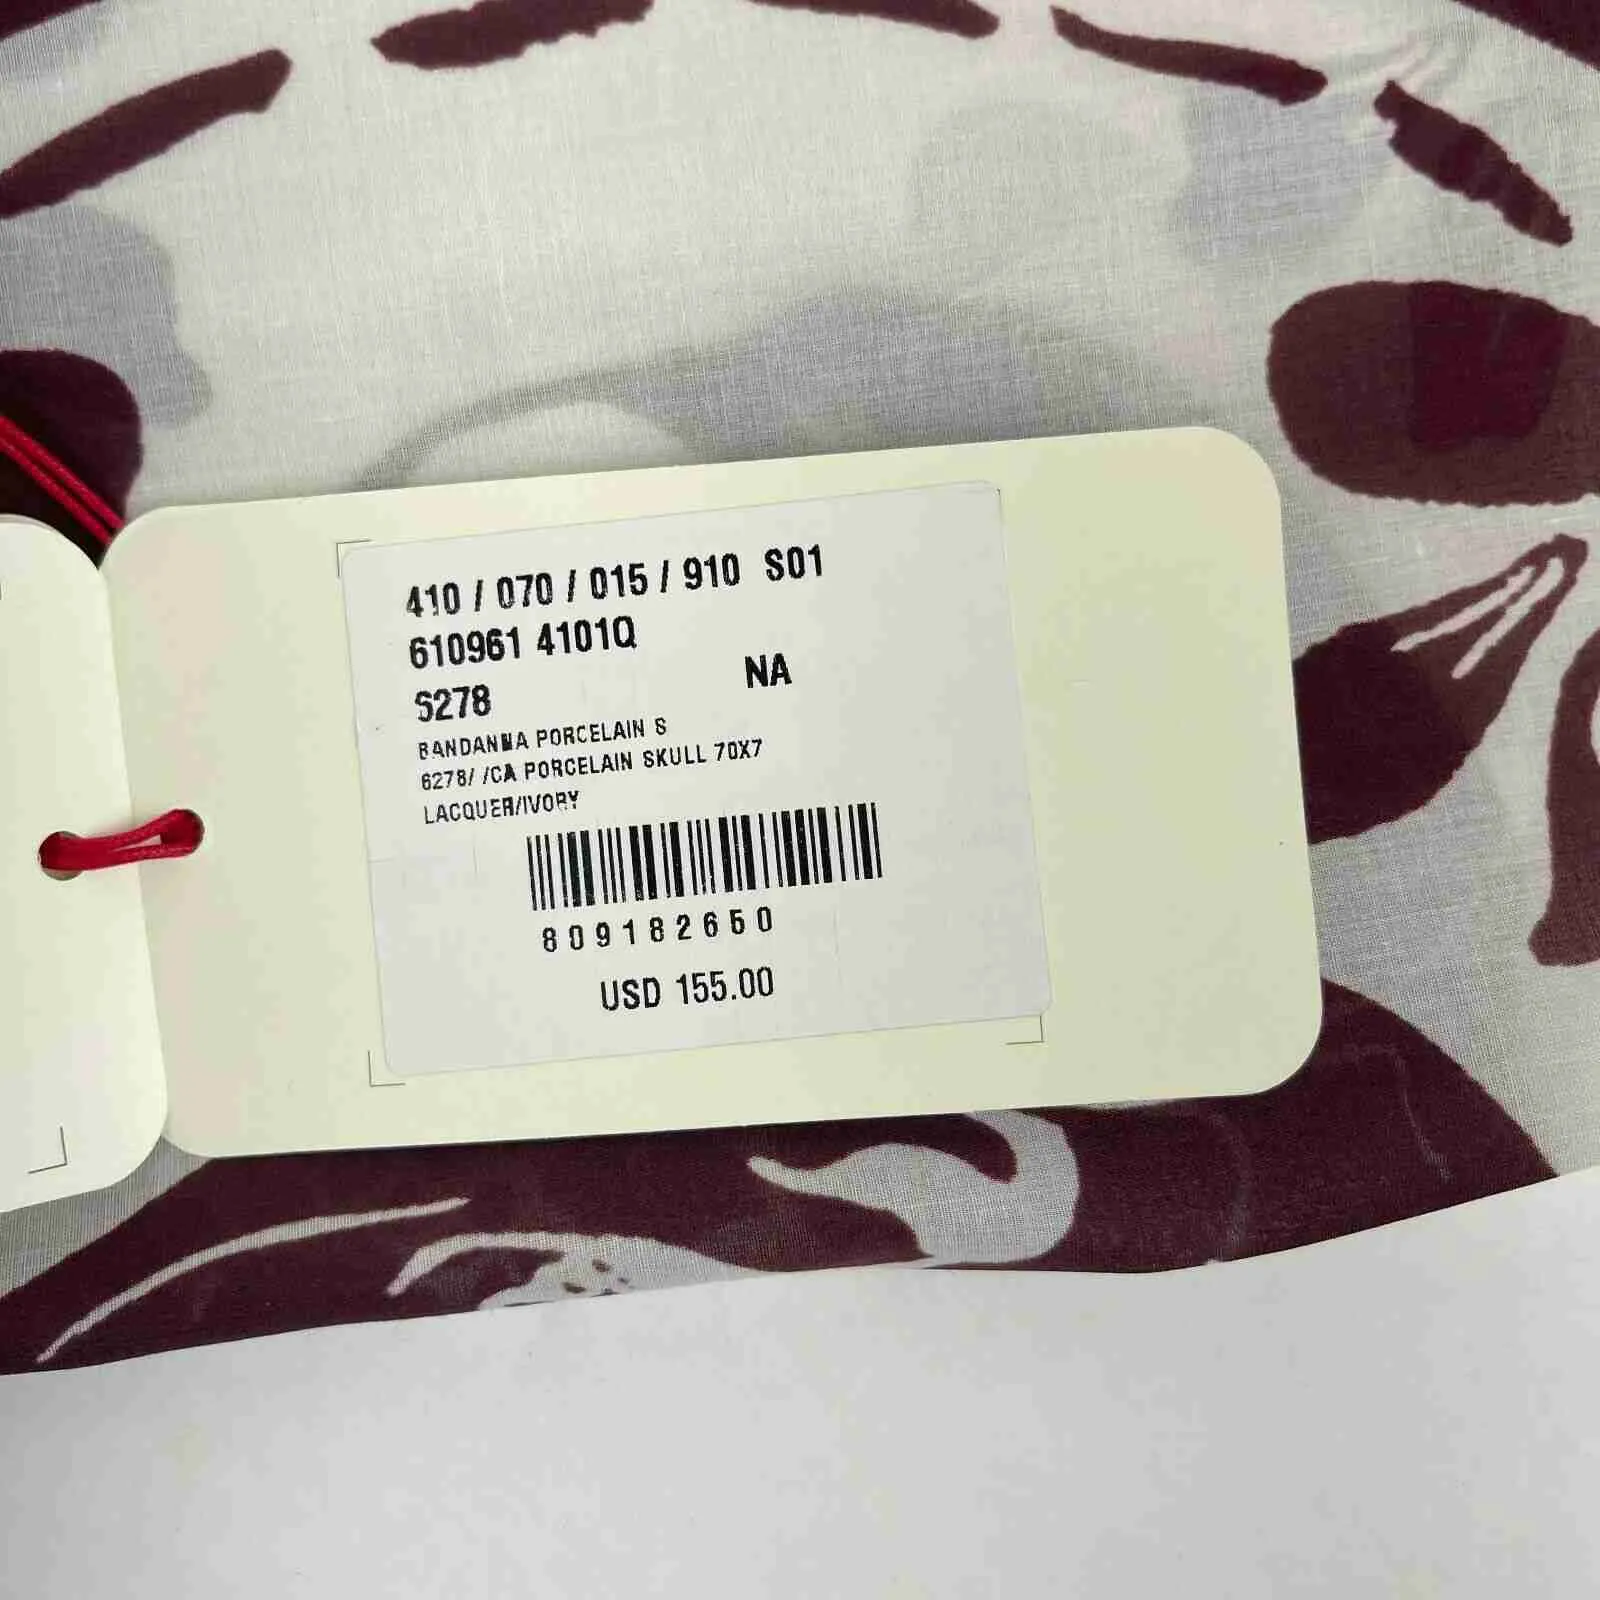 410 / 070 / 015 / 910 S01
610961 4101Q
S278 NA
BANDANNA PORCELAIN S
6278/ /CA PORCELAIN SKULL 70X7
LACQUER/IVORY
809182650
USD 155.00